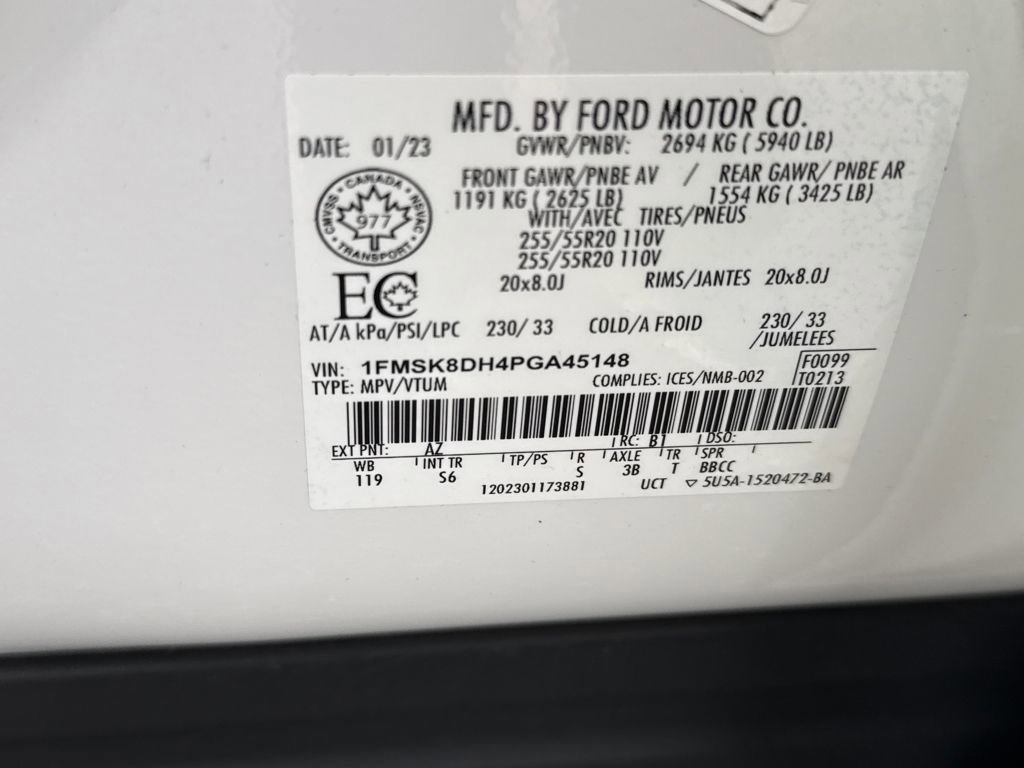 MFD. BY FORD MOTOR CO.
DATE: 01/23 GVWR/PNBV: 2694 KG ( 5940 LB)
FRONT GAWR/PNBE AV / REAR GAWR/ PNBE AR
1191 KG ( 2625 LB) 1554 KG ( 3425 LB)
WITH/AVEC TIRES/PNEUS
255/55R20 110V
255/55R20 110V
20x8.0J RIMS/JANTES 20x8.0J
CANADA
CMVSS NSVAC
977
TRANSPORT
EC
AT/A kPa/PSI/LPC 230/ 33 COLD/A FROID 230/ 33
/JUMELEES
VIN: 1FMSK8DH4PGA45148 F0099
TYPE: MPV/VTUM COMPLIES: ICES/NMB-002 T0213
EXT PNT: AZ RC: B1 DSO:
WB INT TR TP/PS R AXLE TR SPR
119 S6 S 3B T BBCC
1202301173881 UCT ▽ 5U5A-1520472-BA